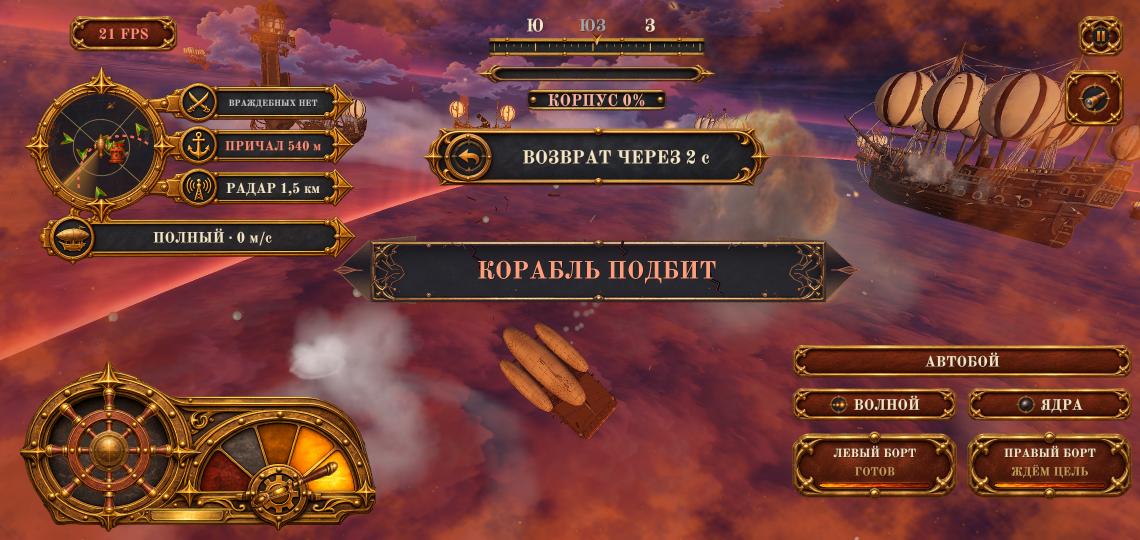 21 FPS
Ю ЮЗ З
ВРАЖДЕБНЫХ НЕТ
КОРПУС 0%
ПРИЧАЛ 540 м
ВОЗВРАТ ЧЕРЕЗ 2 с
РАДАР 1,5 км
ПОЛНЫЙ · 0 м/с
КОРАБЛЬ ПОДБИТ
АВТОБОЙ
ВОЛНОЙ
ЯДРА
ЛЕВЫЙ БОРТ
ГОТОВ
ПРАВЫЙ БОРТ
ЖДЁМ ЦЕЛЬ